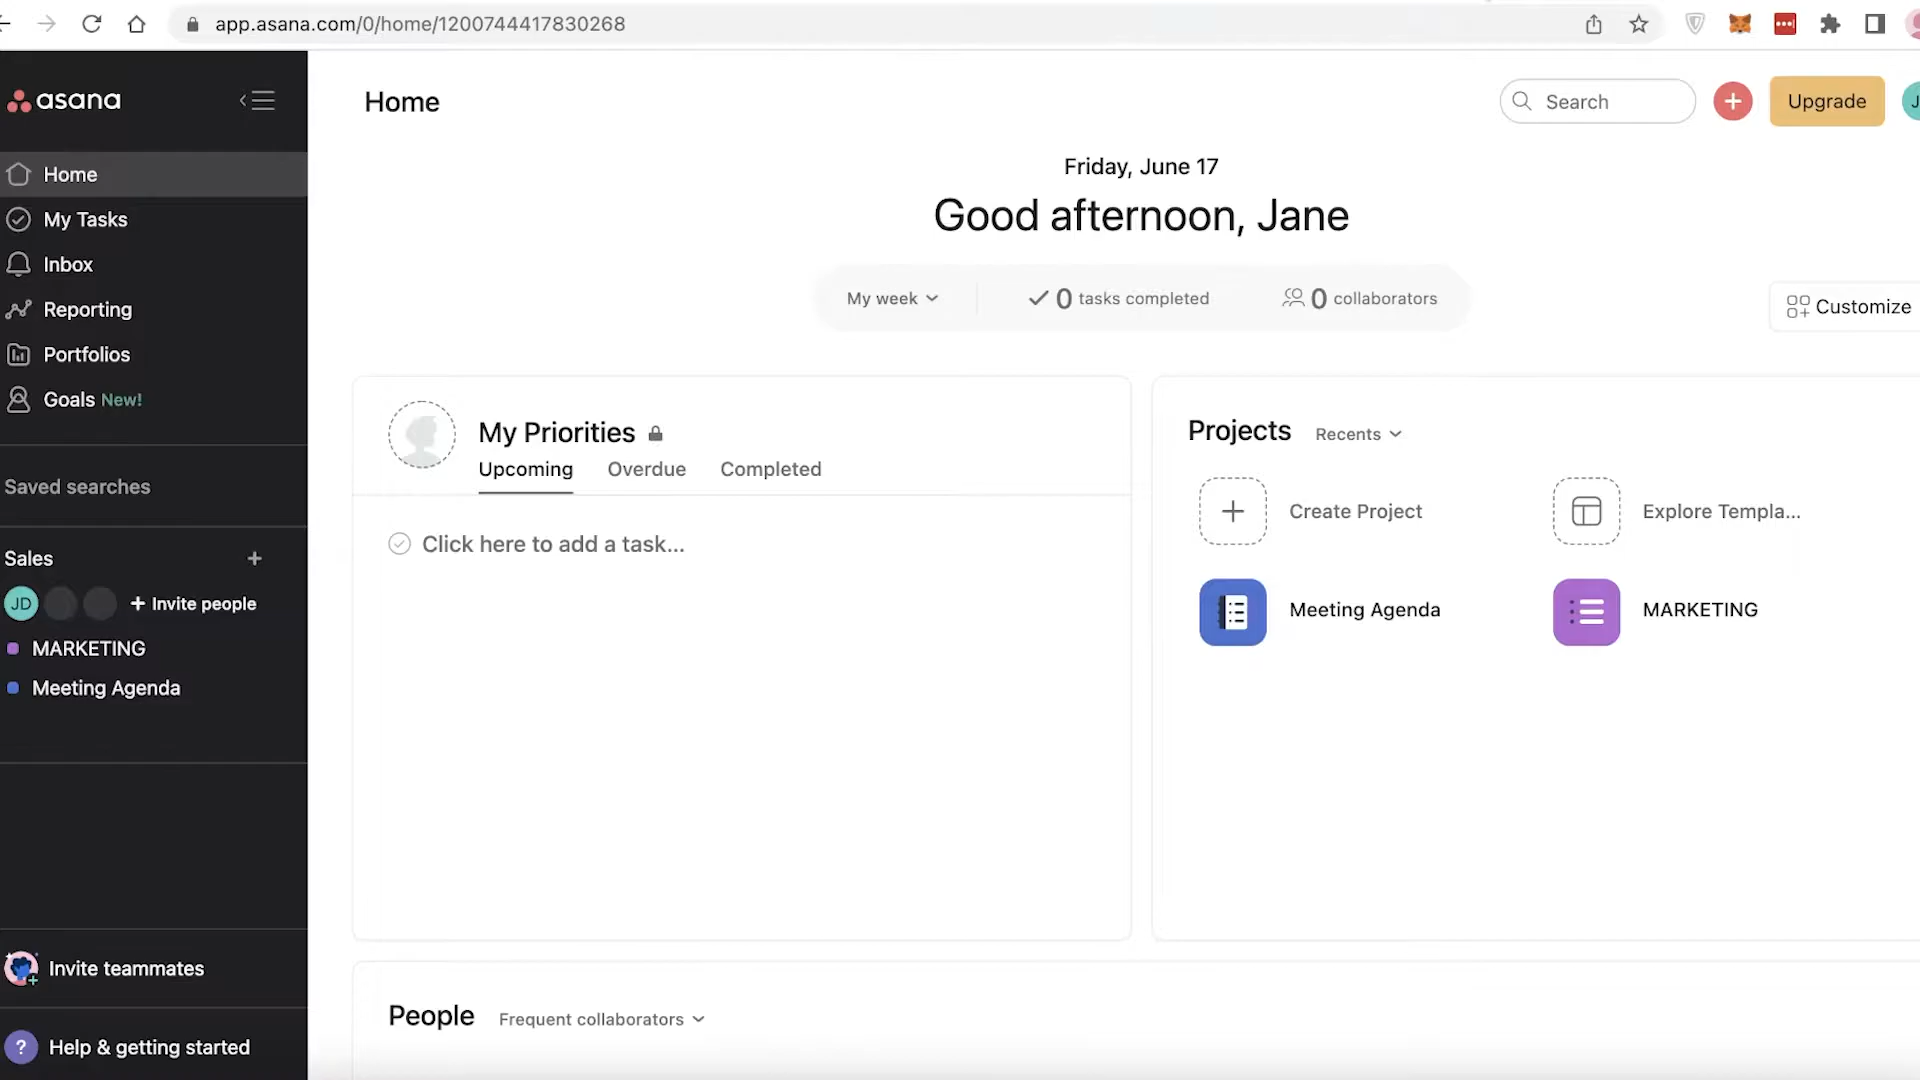 app.asana.com/0/home/1200744417830268
asana
Home
My Tasks
Inbox
Reporting
Portfolios
Goals New!
Saved searches
Sales +
JD + Invite people
MARKETING
Meeting Agenda
Invite teammates
? Help & getting started
Home
Search
+
Upgrade
J
Friday, June 17
Good afternoon, Jane
My week
0 tasks completed
0 collaborators
Customize
My Priorities
Upcoming Overdue Completed
Click here to add a task...
Projects Recents
Create Project
Explore Templa...
Meeting Agenda
MARKETING
People Frequent collaborators